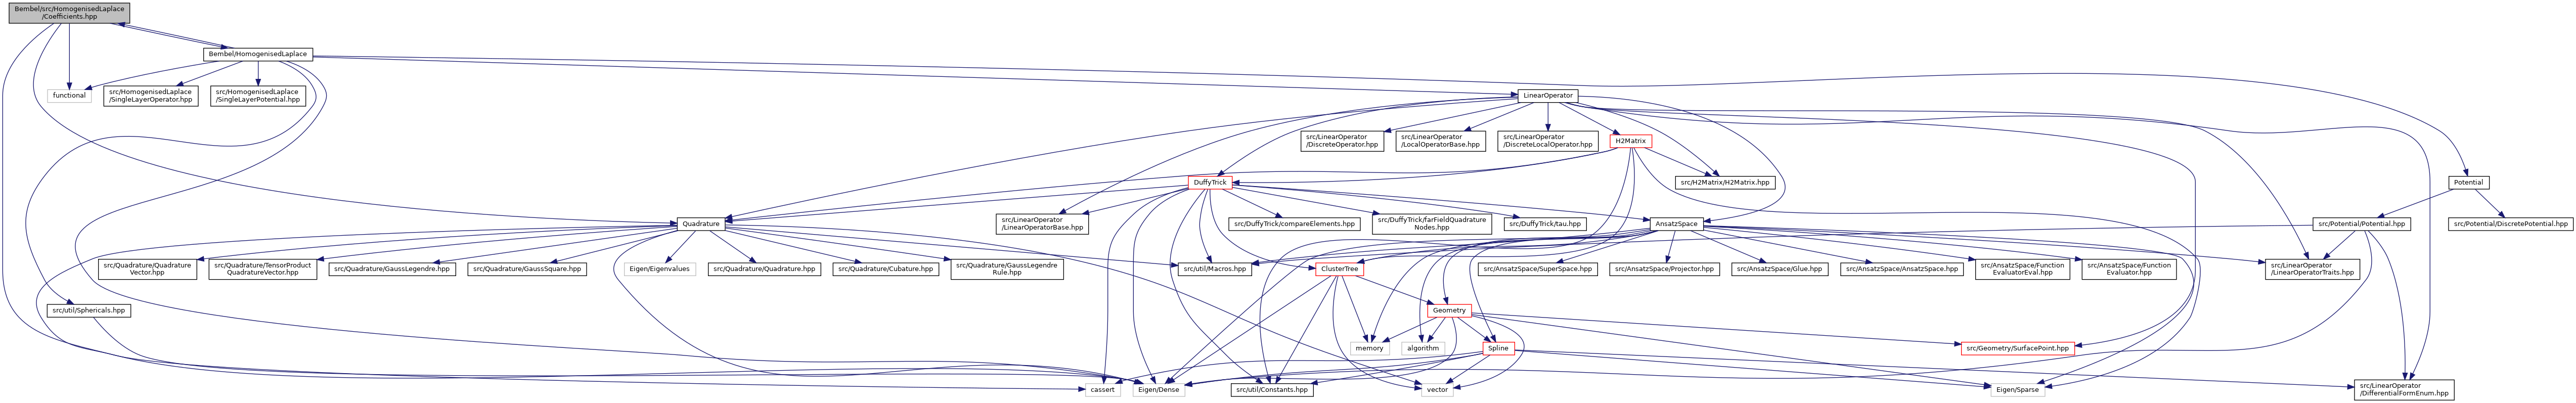 Bembel/src/HomogenisedLaplace
/Coefficients.hpp
Bembel/HomogenisedLaplace
functional
src/HomogenisedLaplace
/SingleLayerOperator.hpp
src/HomogenisedLaplace
/SingleLayerPotential.hpp
LinearOperator
src/LinearOperator
/DiscreteOperator.hpp
src/LinearOperator
/LocalOperatorBase.hpp
src/LinearOperator
/DiscreteLocalOperator.hpp
H2Matrix
DuffyTrick
src/H2Matrix/H2Matrix.hpp
Potential
Quadrature
src/LinearOperator
/LinearOperatorBase.hpp
src/DuffyTrick/compareElements.hpp
src/DuffyTrick/farFieldQuadrature
Nodes.hpp
src/DuffyTrick/tau.hpp
AnsatzSpace
src/Potential/Potential.hpp
src/Potential/DiscretePotential.hpp
src/Quadrature/Quadrature
Vector.hpp
src/Quadrature/TensorProduct
QuadratureVector.hpp
src/Quadrature/GaussLegendre.hpp
src/Quadrature/GaussSquare.hpp
Eigen/Eigenvalues
src/Quadrature/Quadrature.hpp
src/Quadrature/Cubature.hpp
src/Quadrature/GaussLegendre
Rule.hpp
src/util/Macros.hpp
ClusterTree
src/AnsatzSpace/SuperSpace.hpp
src/AnsatzSpace/Projector.hpp
src/AnsatzSpace/Glue.hpp
src/AnsatzSpace/AnsatzSpace.hpp
src/AnsatzSpace/Function
EvaluatorEval.hpp
src/AnsatzSpace/Function
Evaluator.hpp
src/LinearOperator
/LinearOperatorTraits.hpp
src/util/Sphericals.hpp
Geometry
memory
algorithm
Spline
src/Geometry/SurfacePoint.hpp
cassert
Eigen/Dense
src/util/Constants.hpp
vector
Eigen/Sparse
src/LinearOperator
/DifferentialFormEnum.hpp